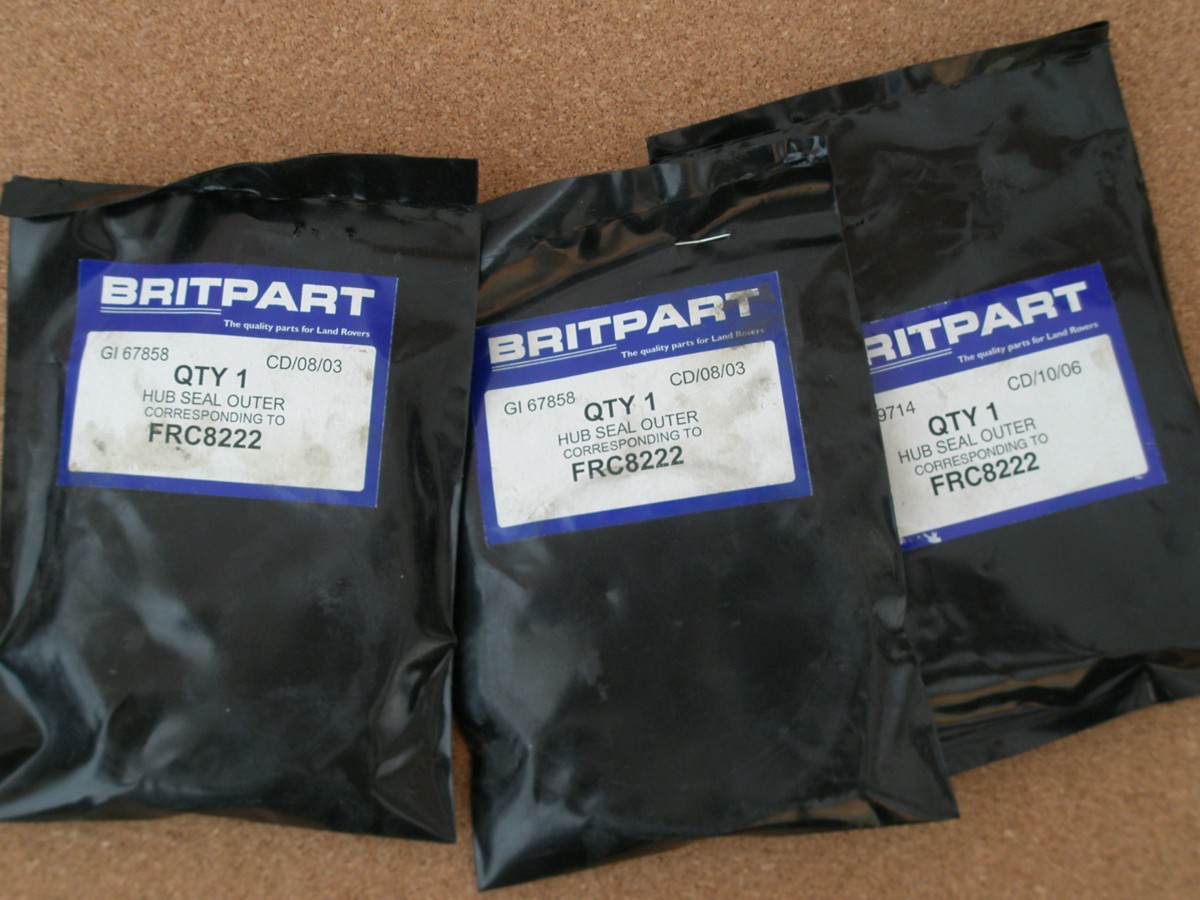 BRITPART
The quality parts for Land Rovers
GI 67858 CD/08/03
QTY 1
HUB SEAL OUTER
CORRESPONDING TO
FRC8222
BRITPART
The quality parts for Land Rovers
GI 67858 CD/08/03
QTY 1
HUB SEAL OUTER
CORRESPONDING TO
FRC8222
RITPART
The quality parts for Land Rovers
9714 CD/10/06
QTY 1
HUB SEAL OUTER
CORRESPONDING TO
FRC8222